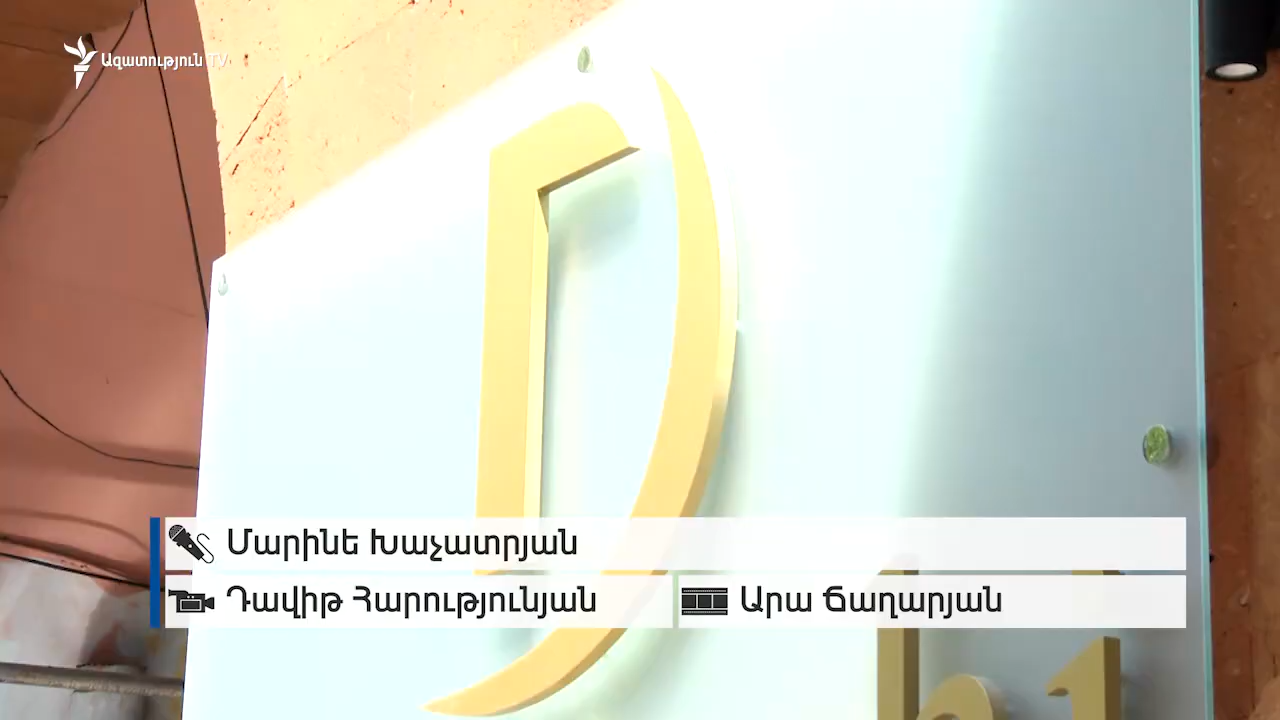 Ազատություն TV
D
Մարինե Խաչատրյան
Դավիթ Հարությունյան
Արա Ճաղարյան